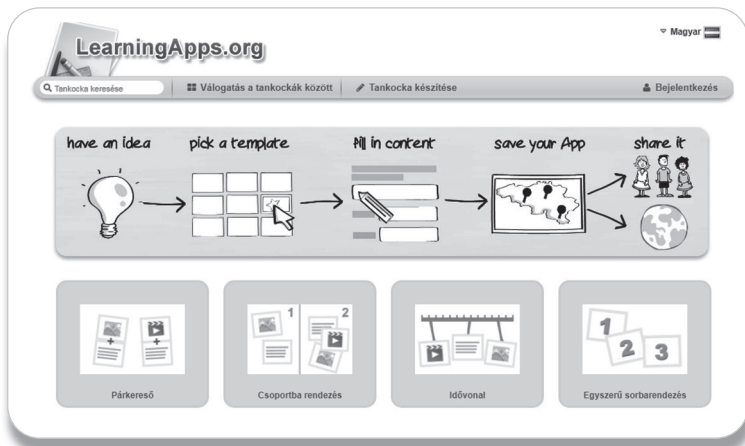 Magyar
LearningApps.org
Tankocka keresése
Válogatás a tankockák között
Tankocka készítése
Bejelentkezés
have an idea
pick a template
fill in content
save your App
share it
1
2
1
2
3
Párkereső
Csoportba rendezés
Idővonal
Egyszerű sorbarendezés